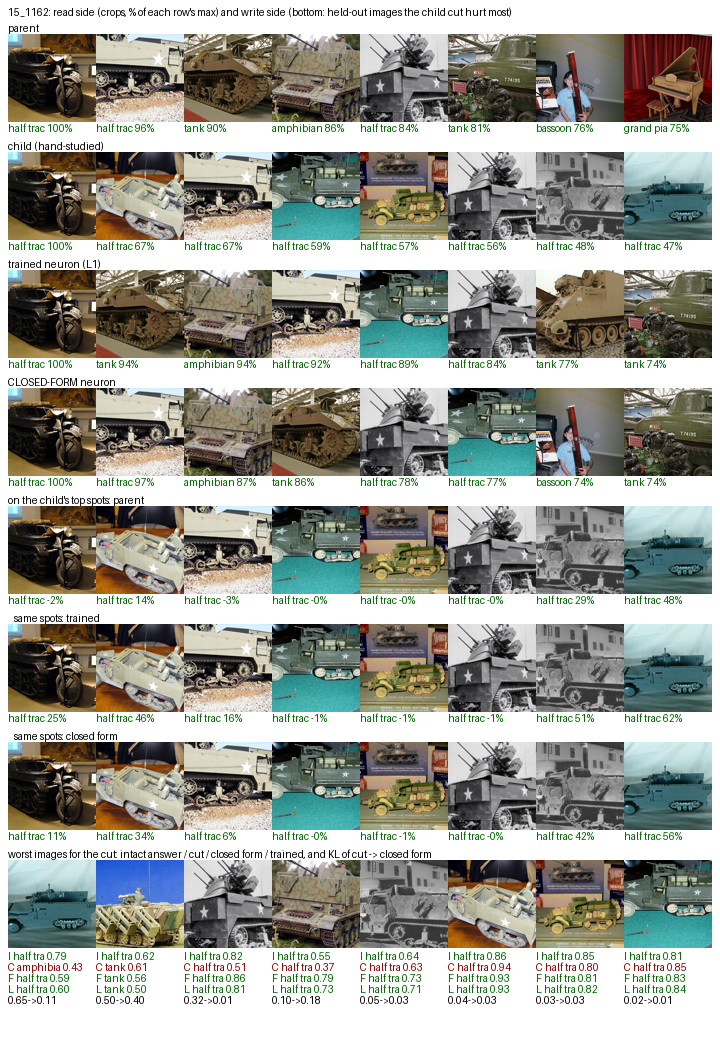 15_1162: read side (crops, % of each row's max) and write side (bottom: held-out images the child cut hurt most)
parent
half trac 100% half trac 96% tank 90% amphibian 86% half trac 84% tank 81% bassoon 76% grand pia 75%
child (hand-studied)
half trac 100% half trac 67% half trac 67% half trac 59% half trac 57% half trac 56% half trac 48% half trac 47%
trained neuron (L1)
half trac 100% tank 94% amphibian 94% half trac 92% half trac 89% half trac 84% tank 77% tank 74%
CLOSED-FORM neuron
half trac 100% half trac 97% amphibian 87% tank 86% half trac 78% half trac 77% bassoon 74% tank 74%
on the child's top spots: parent
half trac -2% half trac 14% half trac -3% half trac -0% half trac -0% half trac -0% half trac 29% half trac 48%
same spots: trained
half trac 25% half trac 46% half trac 16% half trac -1% half trac -1% half trac -1% half trac 51% half trac 62%
same spots: closed form
half trac 11% half trac 34% half trac 6% half trac -0% half trac -1% half trac -0% half trac 42% half trac 56%
worst images for the cut: intact answer / cut / closed form / trained, and KL of cut -> closed form
I half tra 0.79 I half tra 0.62 I half tra 0.82 I half tra 0.55 I half tra 0.64 I half tra 0.86 I half tra 0.85 I half tra 0.81
C amphibia 0.43 C tank 0.61 C half tra 0.51 C half tra 0.37 C half tra 0.63 C half tra 0.94 C half tra 0.80 C half tra 0.85
F half tra 0.59 F tank 0.56 F half tra 0.86 F half tra 0.79 F half tra 0.73 F half tra 0.93 F half tra 0.81 F half tra 0.83
L half tra 0.60 L tank 0.50 L half tra 0.81 L half tra 0.73 L half tra 0.71 L half tra 0.93 L half tra 0.82 L half tra 0.84
0.65->0.11 0.50->0.40 0.32->0.01 0.10->0.18 0.05->0.03 0.04->0.03 0.03->0.03 0.02->0.01